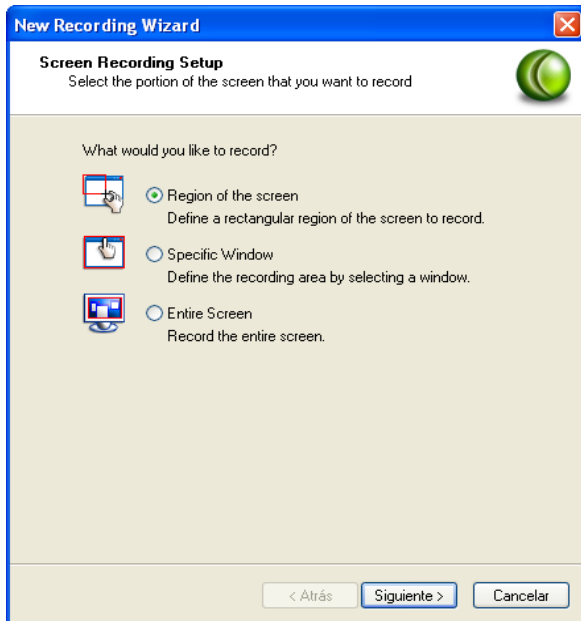 New Recording Wizard
Screen Recording Setup
Select the portion of the screen that you want to record
What would you like to record?
Region of the screen
Define a rectangular region of the screen to record.
Specific Window
Define the recording area by selecting a window.
Entire Screen
Record the entire screen.
< Atrás
Siguiente >
Cancelar